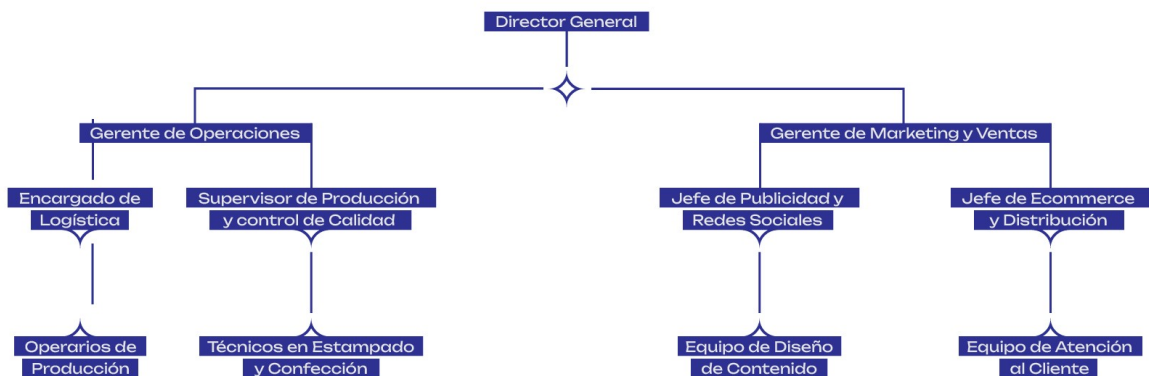 Director General
Gerente de Operaciones
Gerente de Marketing y Ventas
Encargado de
Logística
Supervisor de Producción
y control de Calidad
Jefe de Publicidad y
Redes Sociales
Jefe de Ecommerce
y Distribución
Operarios de
Producción
Técnicos en Estampado
y Confección
Equipo de Diseño
de Contenido
Equipo de Atención
al Cliente